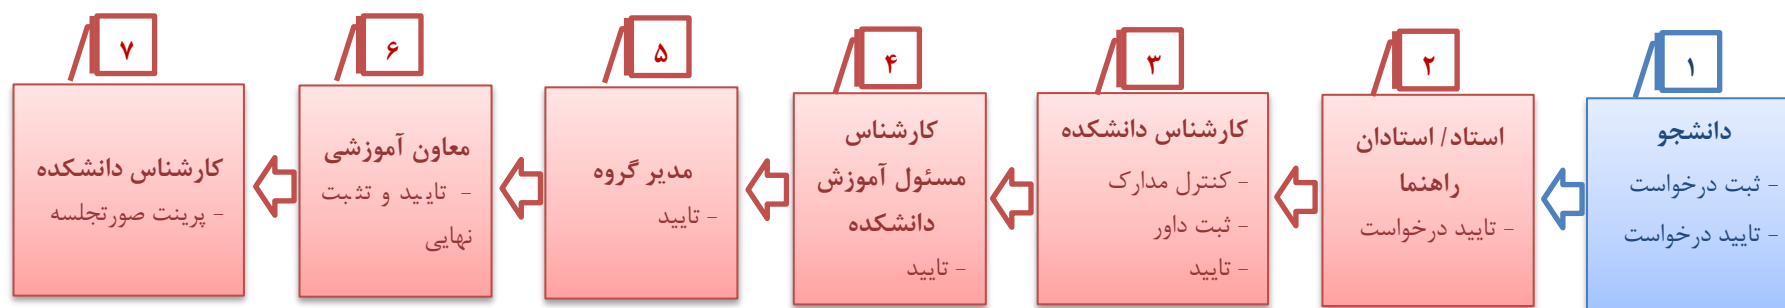 ۱
دانشجو
- ثبت درخواست
- تایید درخواست
۲
استاد/ استادان
راهنما
- تایید درخواست
۳
کارشناس دانشکده
- کنترل مدارک
- ثبت داور
- تایید
۴
کارشناس
مسئول آموزش
دانشکده
- تایید
۵
مدیر گروه
- تایید
۶
معاون آموزشی
- تایید و تثبت
نهایی
۷
کارشناس دانشکده
- پرینت صورتجلسه